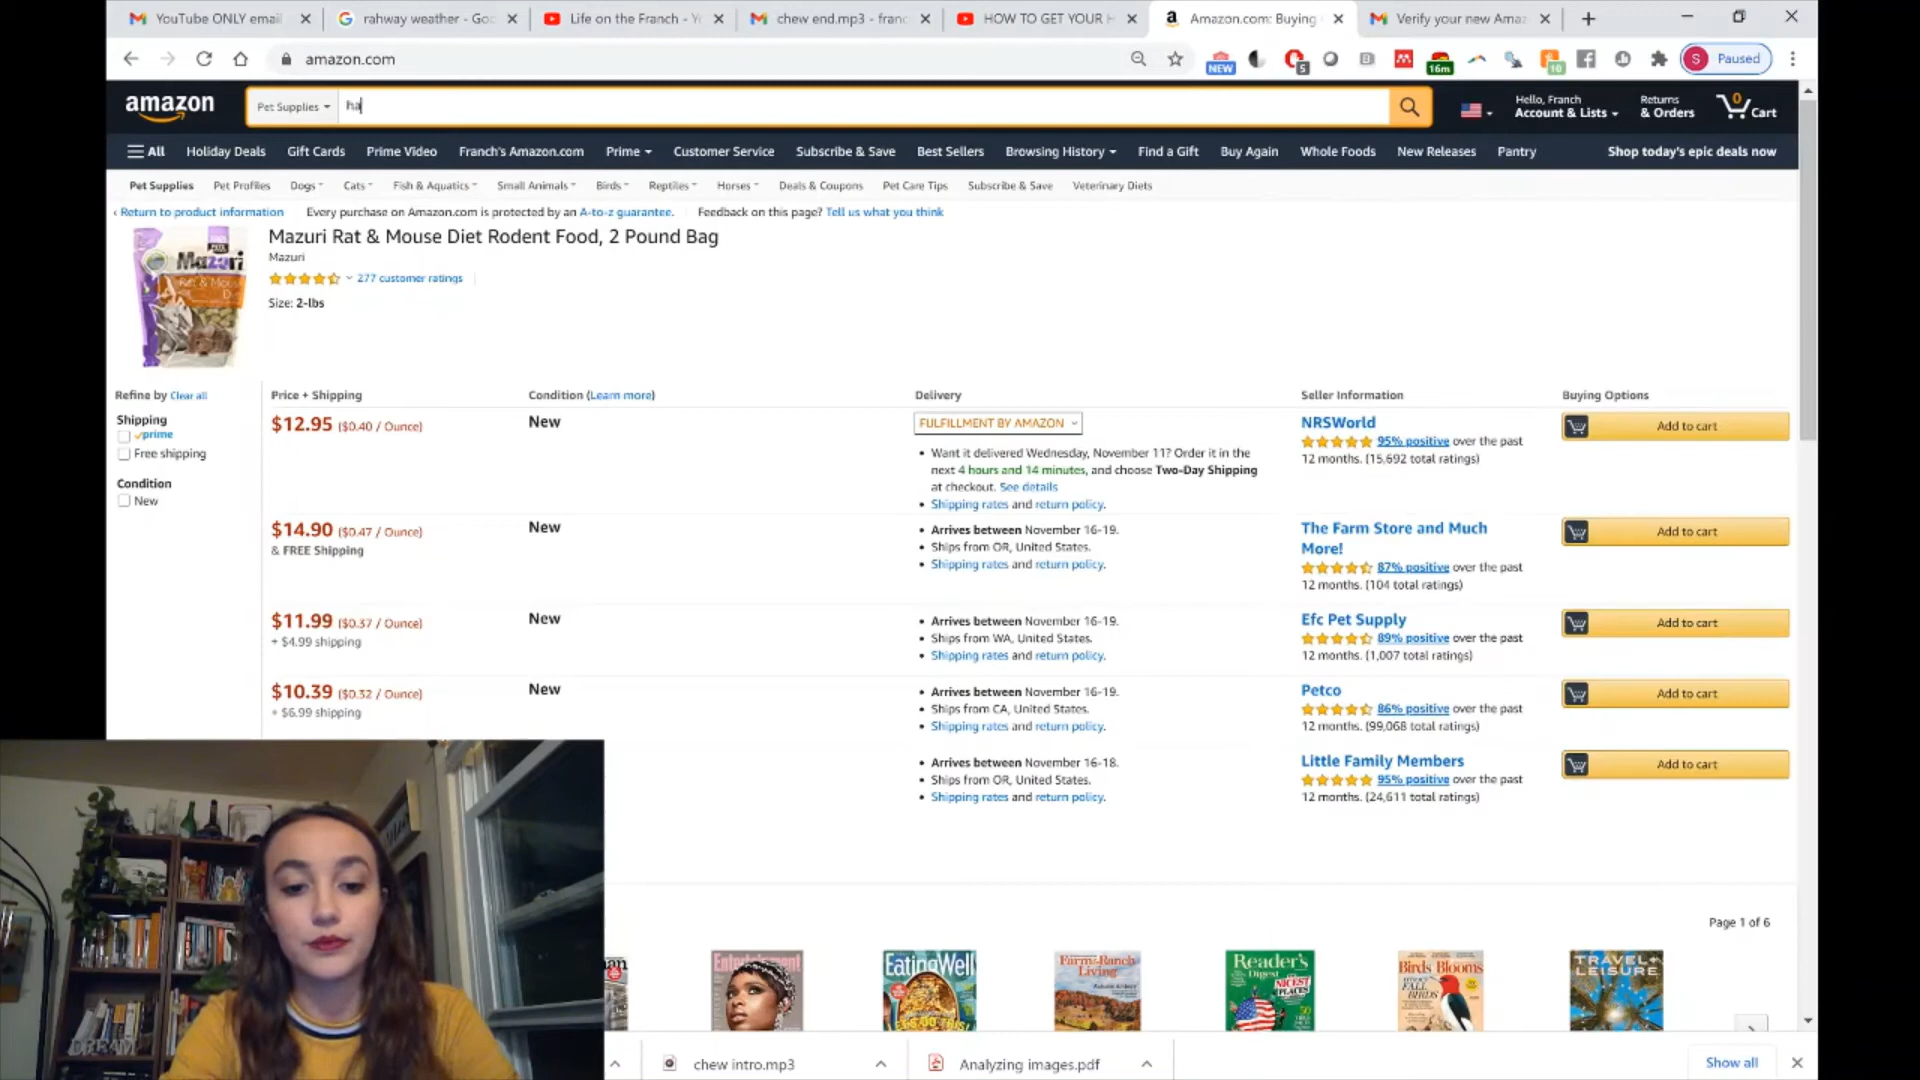 YouTube ONLY email
rahway weather - Goo
Life on the Franch - Y
chew end.mp3 - franc
HOW TO GET YOUR H
Amazon.com: Buying
Verify your new Amaz
amazon.com
NEW
5
16m
10
S
Paused
amazon
Pet Supplies
ha
Hello, Franch
Account & Lists
Returns
& Orders
0
Cart
All
Holiday Deals
Gift Cards
Prime Video
Franch's Amazon.com
Prime
Customer Service
Subscribe & Save
Best Sellers
Browsing History
Find a Gift
Buy Again
Whole Foods
New Releases
Pantry
Shop today's epic deals now
Pet Supplies
Pet Profiles
Dogs
Cats
Fish & Aquatics
Small Animals
Birds
Reptiles
Horses
Deals & Coupons
Pet Care Tips
Subscribe & Save
Veterinary Diets
‹ Return to product information
Every purchase on Amazon.com is protected by an A-to-z guarantee.
Feedback on this page? Tell us what you think
Mazuri
Rat & Mouse
Mazuri Rat & Mouse Diet Rodent Food, 2 Pound Bag
Mazuri
277 customer ratings
Size: 2-lbs
Refine by Clear all
Shipping
prime
Free shipping
Condition
New
Price + Shipping
Condition (Learn more)
Delivery
Seller Information
Buying Options
$12.95 ($0.40 / Ounce)
New
FULFILLMENT BY AMAZON
• Want it delivered Wednesday, November 11? Order it in the
next 4 hours and 14 minutes, and choose Two-Day Shipping
at checkout. See details
• Shipping rates and return policy.
NRSWorld
95% positive over the past
12 months. (15,692 total ratings)
Add to cart
$14.90 ($0.47 / Ounce)
& FREE Shipping
New
• Arrives between November 16-19.
• Ships from OR, United States.
• Shipping rates and return policy.
The Farm Store and Much
More!
87% positive over the past
12 months. (104 total ratings)
Add to cart
$11.99 ($0.37 / Ounce)
+ $4.99 shipping
New
• Arrives between November 16-19.
• Ships from WA, United States.
• Shipping rates and return policy.
Efc Pet Supply
89% positive over the past
12 months. (1,007 total ratings)
Add to cart
$10.39 ($0.32 / Ounce)
+ $6.99 shipping
New
• Arrives between November 16-19.
• Ships from CA, United States.
• Shipping rates and return policy.
Petco
86% positive over the past
12 months. (99,068 total ratings)
Add to cart
• Arrives between November 16-18.
• Ships from OR, United States.
• Shipping rates and return policy.
Little Family Members
95% positive over the past
12 months. (24,611 total ratings)
Add to cart
Page 1 of 6
Entertainment
EatingWell
Farm&Ranch
Living
Reader's
Digest
NICEST
PLACES
Birds&Blooms
TRAVEL+
LEISURE
DREAM
chew intro.mp3
Analyzing images.pdf
Show all